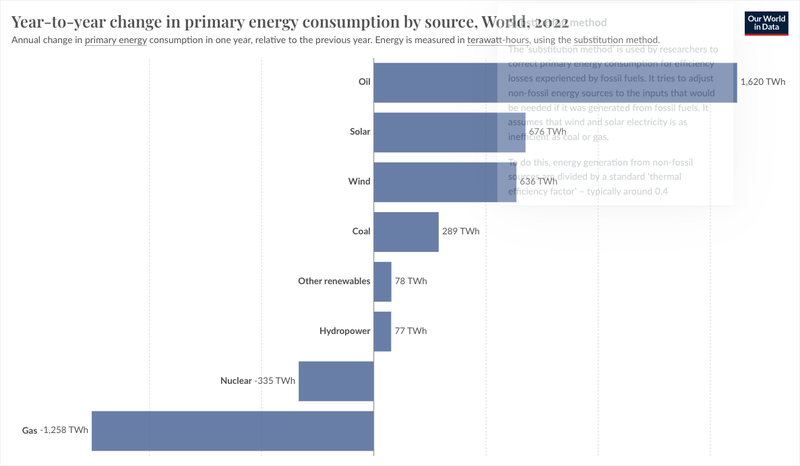 Year-to-year change in primary energy consumption by source, World, 2022
Annual change in primary energy consumption in one year, relative to the previous year. Energy is measured in terawatt-hours, using the substitution method.
Our World
in Data
method
The 'substitution method' is used by researchers to
correct primary energy consumption for efficiency
losses experienced by fossil fuels. It tries to adjust
non-fossil energy sources to the inputs that would
be needed if it was generated from fossil fuels. It
assumes that wind and solar electricity is as
inefficient as coal or gas.
To do this, energy generation from non-fossil
sources are divided by a standard 'thermal
efficiency factor' – typically around 0.4
Oil 1,620 TWh
Solar 676 TWh
Wind 636 TWh
Coal 289 TWh
Other renewables 78 TWh
Hydropower 77 TWh
Nuclear -335 TWh
Gas -1,258 TWh